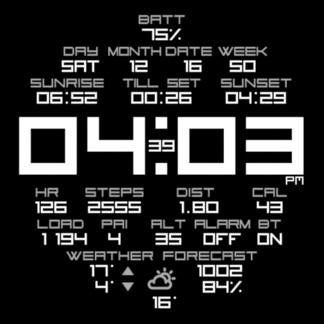 BATT
75%
DAY MONTH DATE WEEK
SAT 12 16 50
SUNRISE TILL SET SUNSET
06:52 00:26 04:29
04:03
39
PM
HR STEPS DIST CAL
126 2555 1.80 43
LOAD PAI ALT ALARM BT
1 194 4 35 OFF ON
WEATHER FORECAST
17° 1002
4° 84%
16°